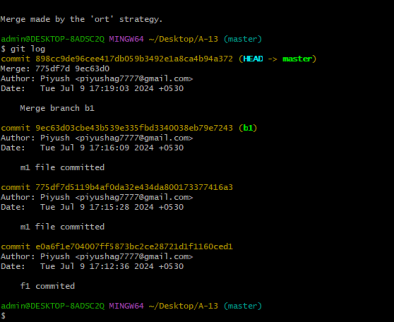 Merge made by the 'ort' strategy.
admin@DESKTOP-8ADSC2Q MINGW64 ~/Desktop/A-13 (master)
$ git log
commit 898cc9de96cee417db059b3492e1a8ca4b94a372 (HEAD -> master)
Merge: 775df7d 9ec63d0
Author: Piyush <piyushag7777@gmail.com>
Date:   Tue Jul 9 17:19:03 2024 +0530
Merge branch b1
commit 9ec63d03cbe43b539e335fbd3340038eb79e7243 (b1)
Author: Piyush <piyushag7777@gmail.com>
Date:   Tue Jul 9 17:16:09 2024 +0530
m1 file committed
commit 775df7d5119b4af0da32e434da800173377416a3
Author: Piyush <piyushag7777@gmail.com>
Date:   Tue Jul 9 17:15:28 2024 +0530
m1 file committed
commit e0a6f1e704007ff5873bc2ce28721d1f1160ced1
Author: Piyush <piyushag7777@gmail.com>
Date:   Tue Jul 9 17:12:36 2024 +0530
f1 commited
admin@DESKTOP-8ADSC2Q MINGW64 ~/Desktop/A-13 (master)
$